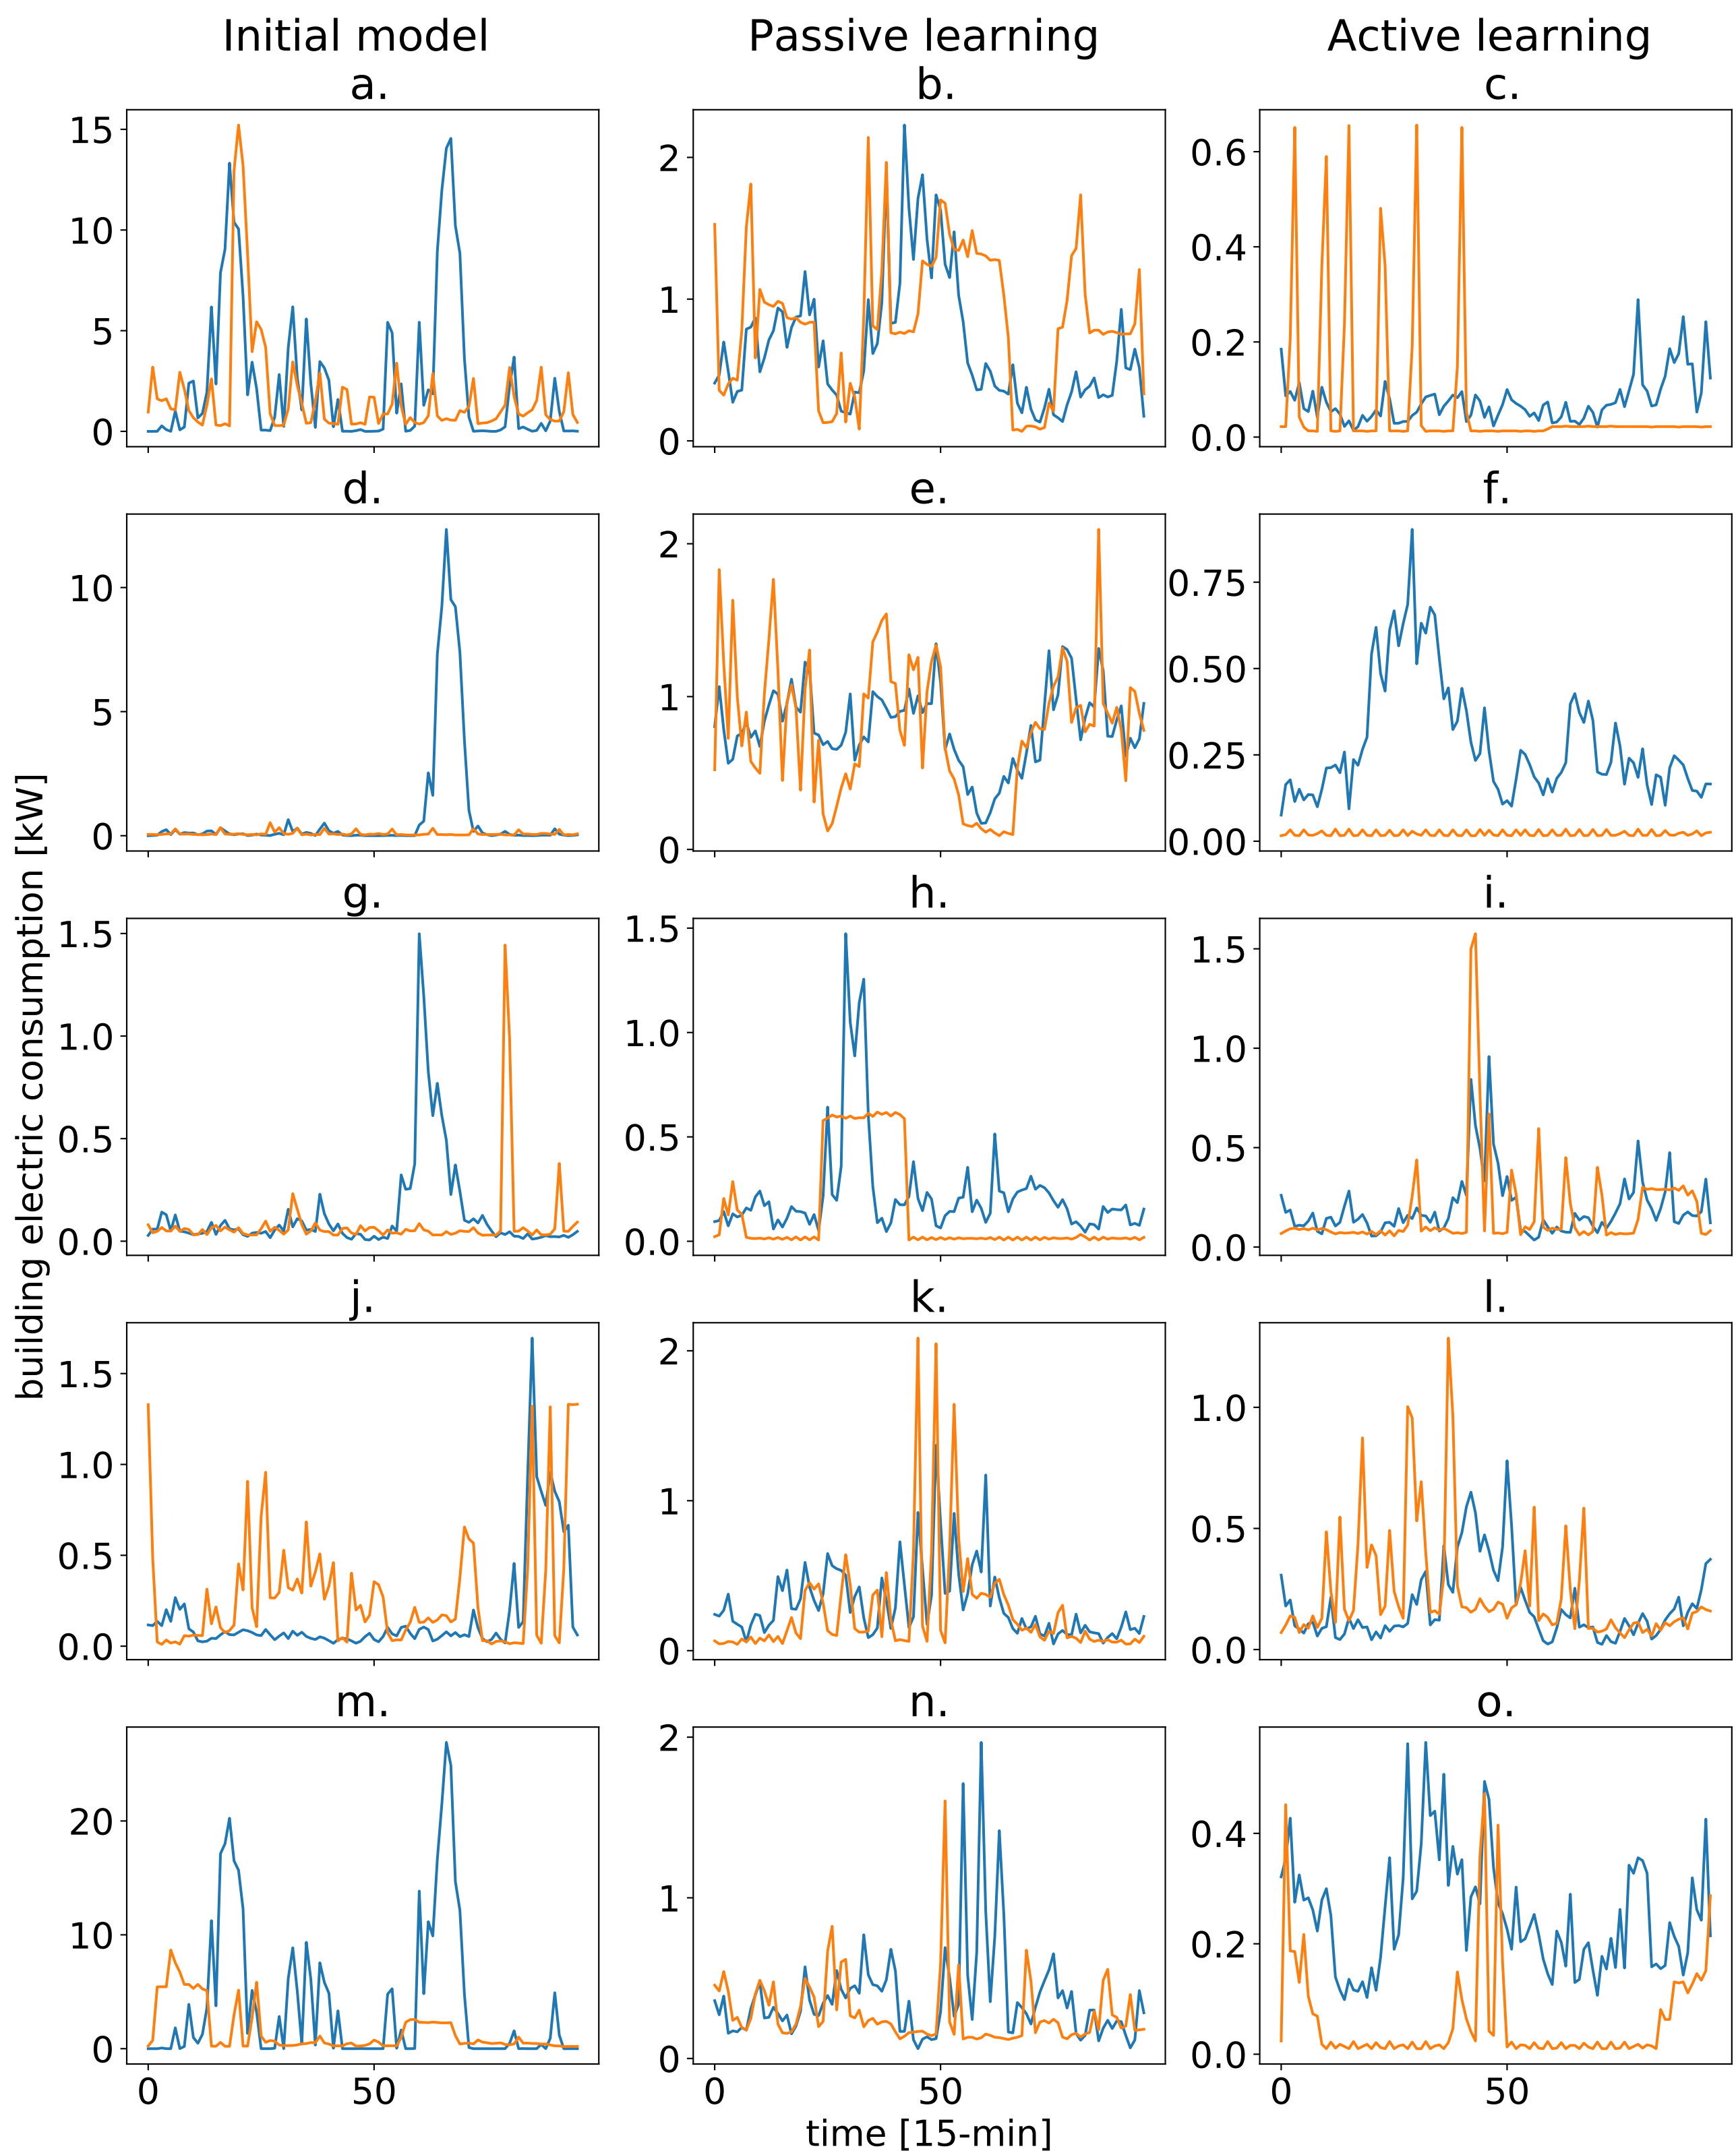 Initial model Passive learning Active learning
a. b. c.
15 10 5 0
2 1 0
0.6 0.4 0.2 0.0
d. e. f.
10 5 0
2 1 0
0.75 0.50 0.25 0.00
building electric consumption [kW]
g. h. i.
1.5 1.0 0.5 0.0
1.5 1.0 0.5 0.0
1.5 1.0 0.5 0.0
j. k. l.
1.5 1.0 0.5 0.0
2 1 0
1.0 0.5 0.0
m. n. o.
20 10 0
2 1 0
0.4 0.2 0.0
0 50 0 50 0 50
time [15-min]